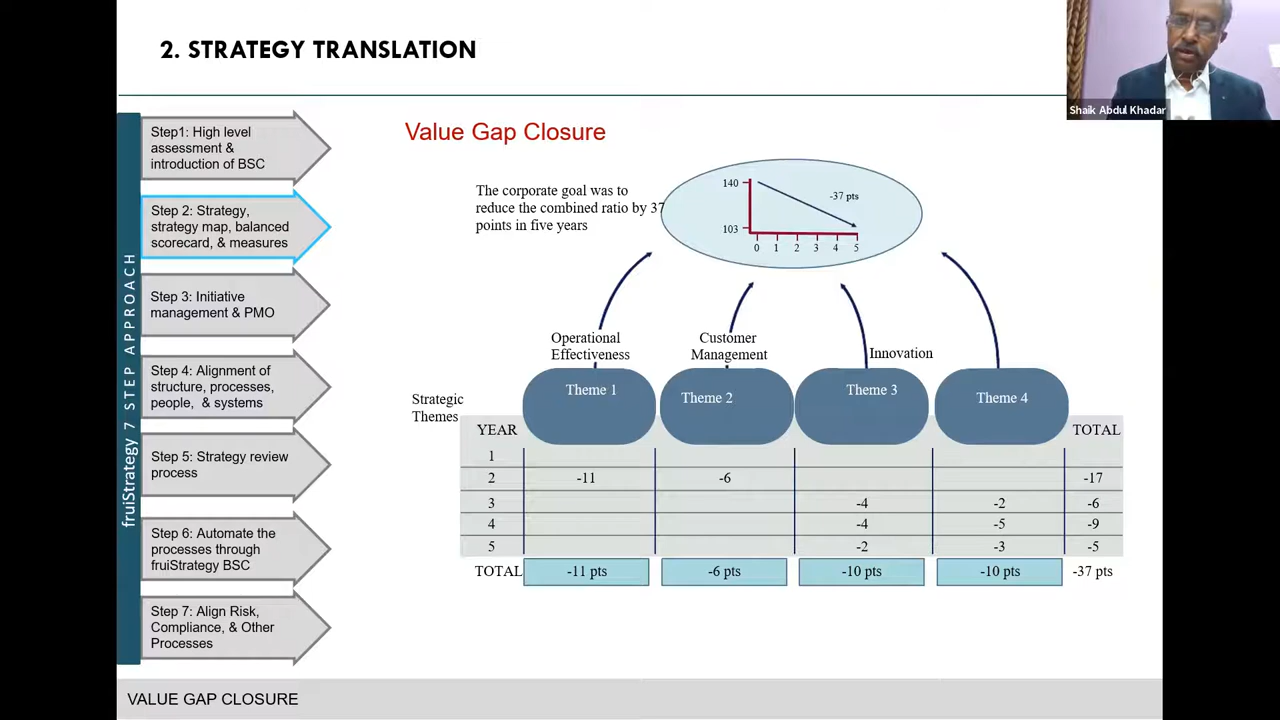 2. STRATEGY TRANSLATION
Shaik Abdul Khadar
fruiStrategy 7 STEP APPROACH
Step1: High level
assessment &
introduction of BSC
Step 2: Strategy,
strategy map, balanced
scorecard, & measures
Step 3: Initiative
management & PMO
Step 4: Alignment of
structure, processes,
people, & systems
Step 5: Strategy review
process
Step 6: Automate the
processes through
fruiStrategy BSC
Step 7: Align Risk,
Compliance, & Other
Processes
Value Gap Closure
The corporate goal was to
reduce the combined ratio by 37
points in five years
140
-37 pts
103
0 1 2 3 4 5
Operational
Effectiveness
Customer
Management
Innovation
Strategic
Themes
Theme 1 Theme 2 Theme 3 Theme 4
YEAR TOTAL
1
2 -11 -6 -17
3 -4 -2 -6
4 -4 -5 -9
5 -2 -3 -5
TOTAL -11 pts -6 pts -10 pts -10 pts -37 pts
VALUE GAP CLOSURE